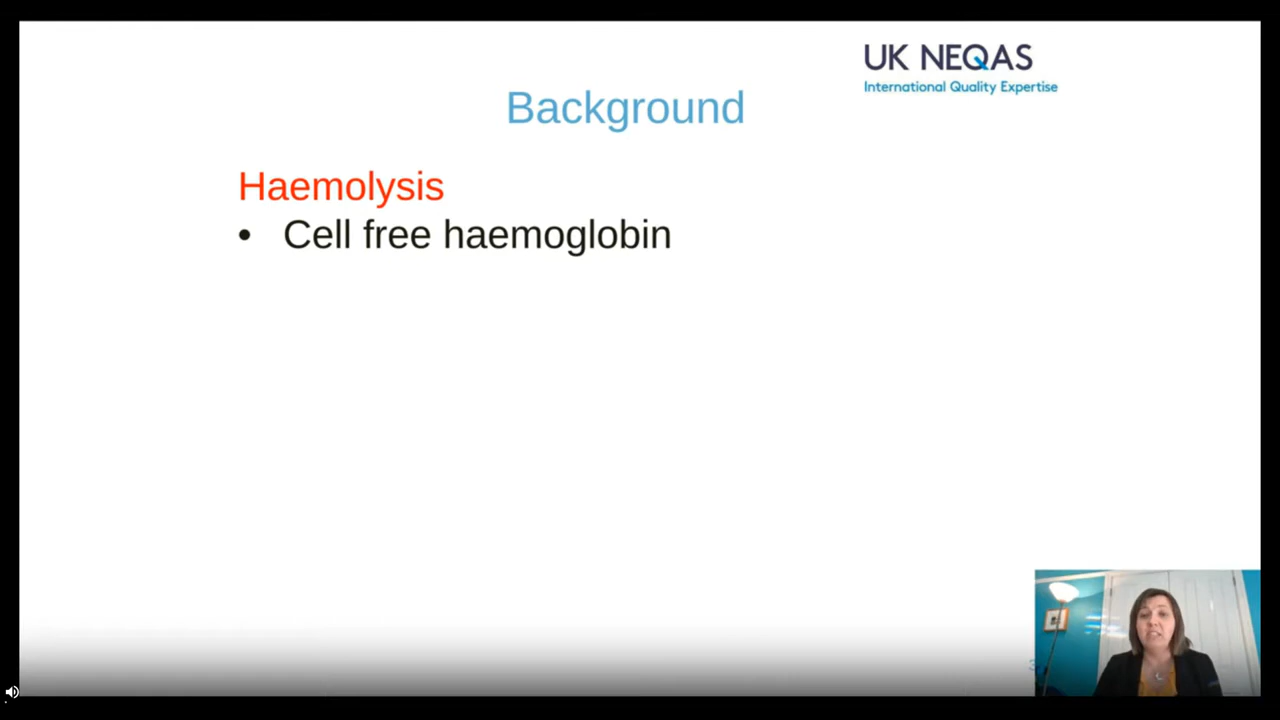 UK NEQAS
International Quality Expertise
Background
Haemolysis
• Cell free haemoglobin